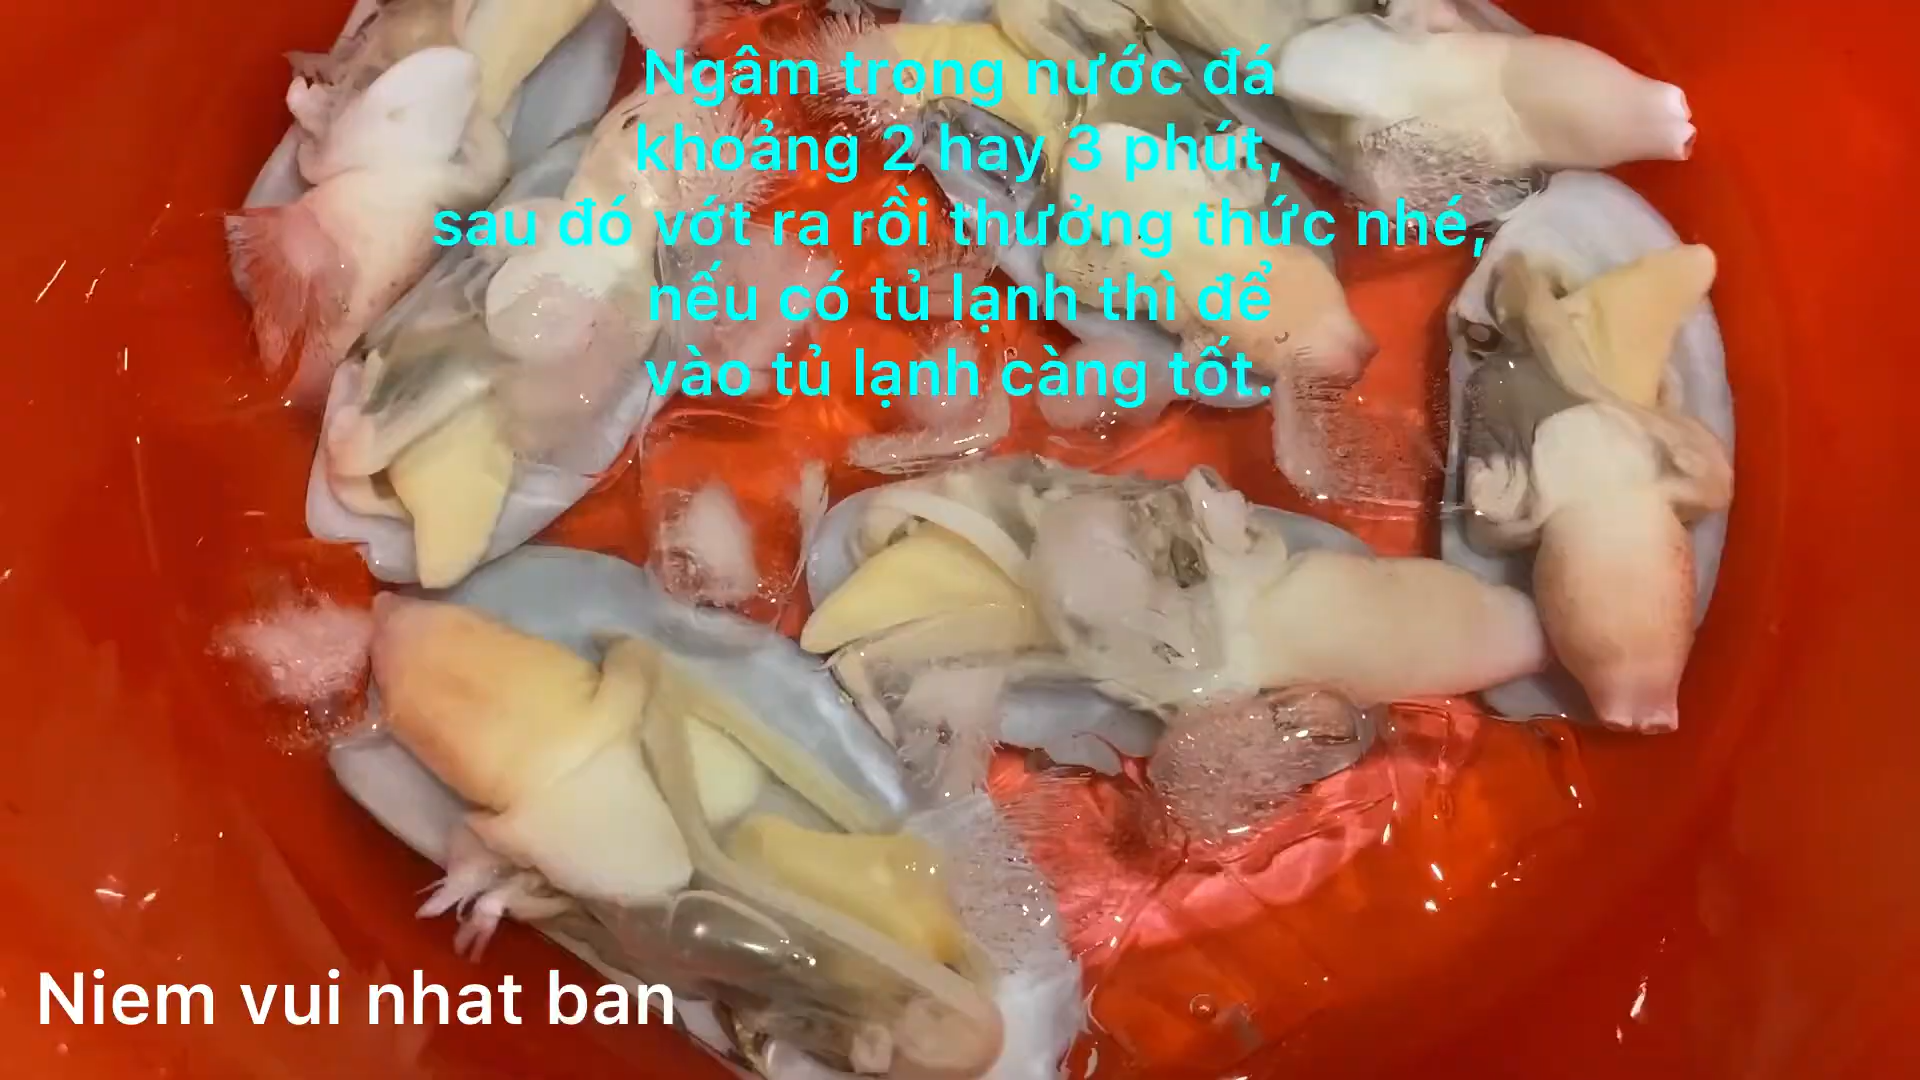 Ngâm trong nước đá
khoảng 2 hay 3 phút,
sau đó vớt ra rồi thưởng thức nhé,
nếu có tủ lạnh thì để
vào tủ lạnh càng tốt.
Niem vui nhat ban